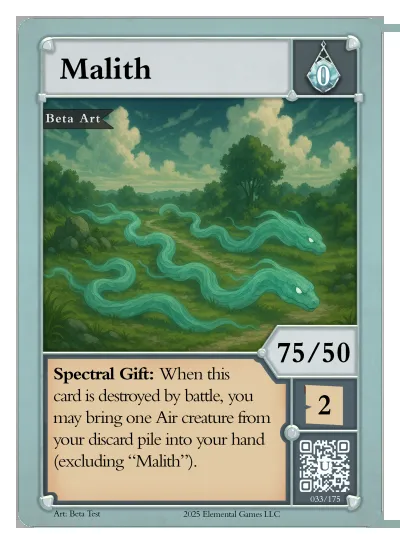 Malith
0
Beta Art
75/50
Spectral Gift: When this
card is destroyed by battle, you
may bring one Air creature from
your discard pile into your hand
(excluding “Malith”).
2
U
033/175
Art: Beta Test
2025 Elemental Games LLC